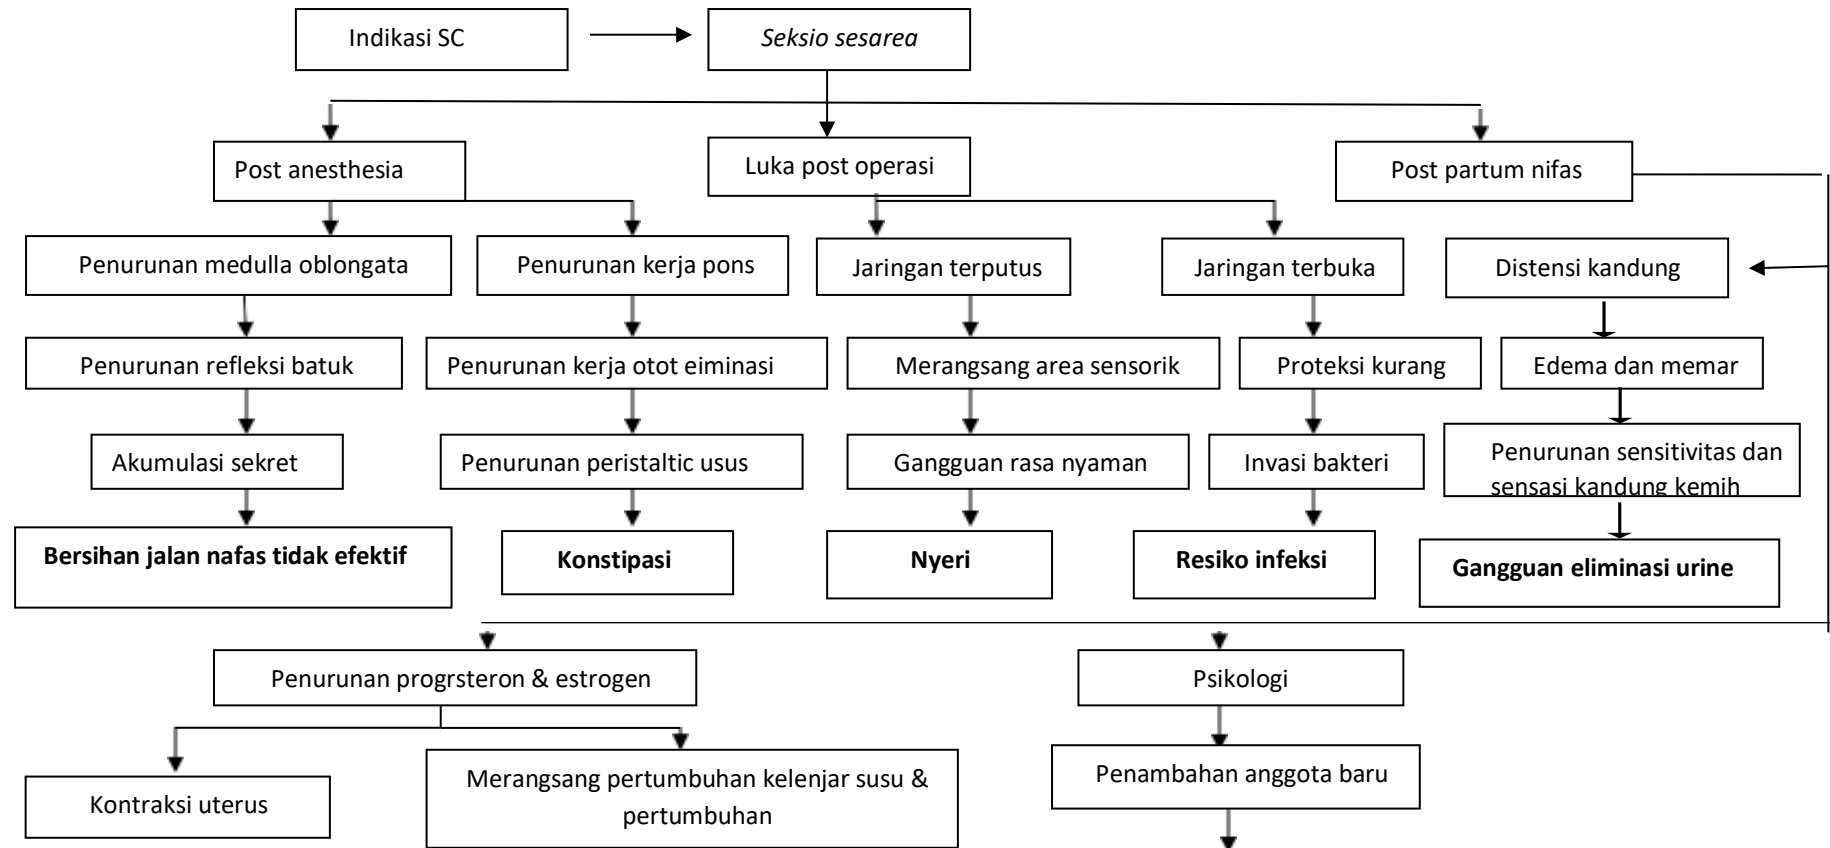 Indikasi SC
Seksio sesarea
Post anesthesia
Luka post operasi
Post partum nifas
Penurunan medulla oblongata
Penurunan kerja pons
Jaringan terputus
Jaringan terbuka
Distensi kandung
Penurunan refleksi batuk
Penurunan kerja otot eiminasi
Merangsang area sensorik
Proteksi kurang
Edema dan memar
Akumulasi sekret
Penurunan peristaltic usus
Gangguan rasa nyaman
Invasi bakteri
Penurunan sensitivitas dan
sensasi kandung kemih
Bersihan jalan nafas tidak efektif
Konstipasi
Nyeri
Resiko infeksi
Gangguan eliminasi urine
Penurunan progrsteron & estrogen
Psikologi
Kontraksi uterus
Merangsang pertumbuhan kelenjar susu &
pertumbuhan
Penambahan anggota baru